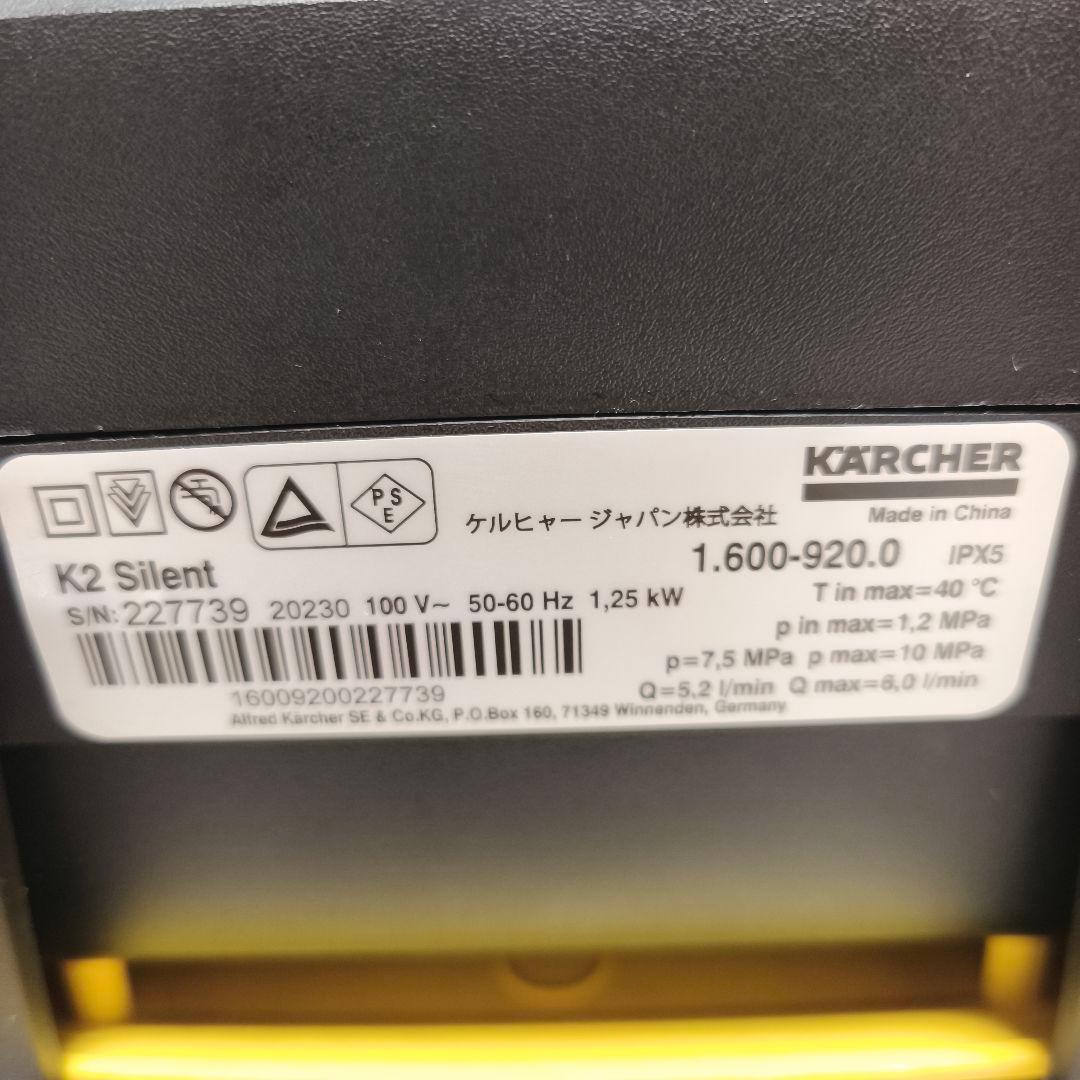 KÄRCHER
PS
E
ケルヒャー ジャパン株式会社
Made in China
K2 Silent
1.600-920.0 IPX5
S/N: 227739 20230 100 V~ 50-60 Hz 1,25 kW
T in max=40 °C
p in max=1,2 MPa
p=7,5 MPa p max=10 MPa
Q=5,2 l/min Q max=6,0 l/min
16009200227739
Alfred Kärcher SE & Co.KG, P.O.Box 160, 71349 Winnenden, Germany